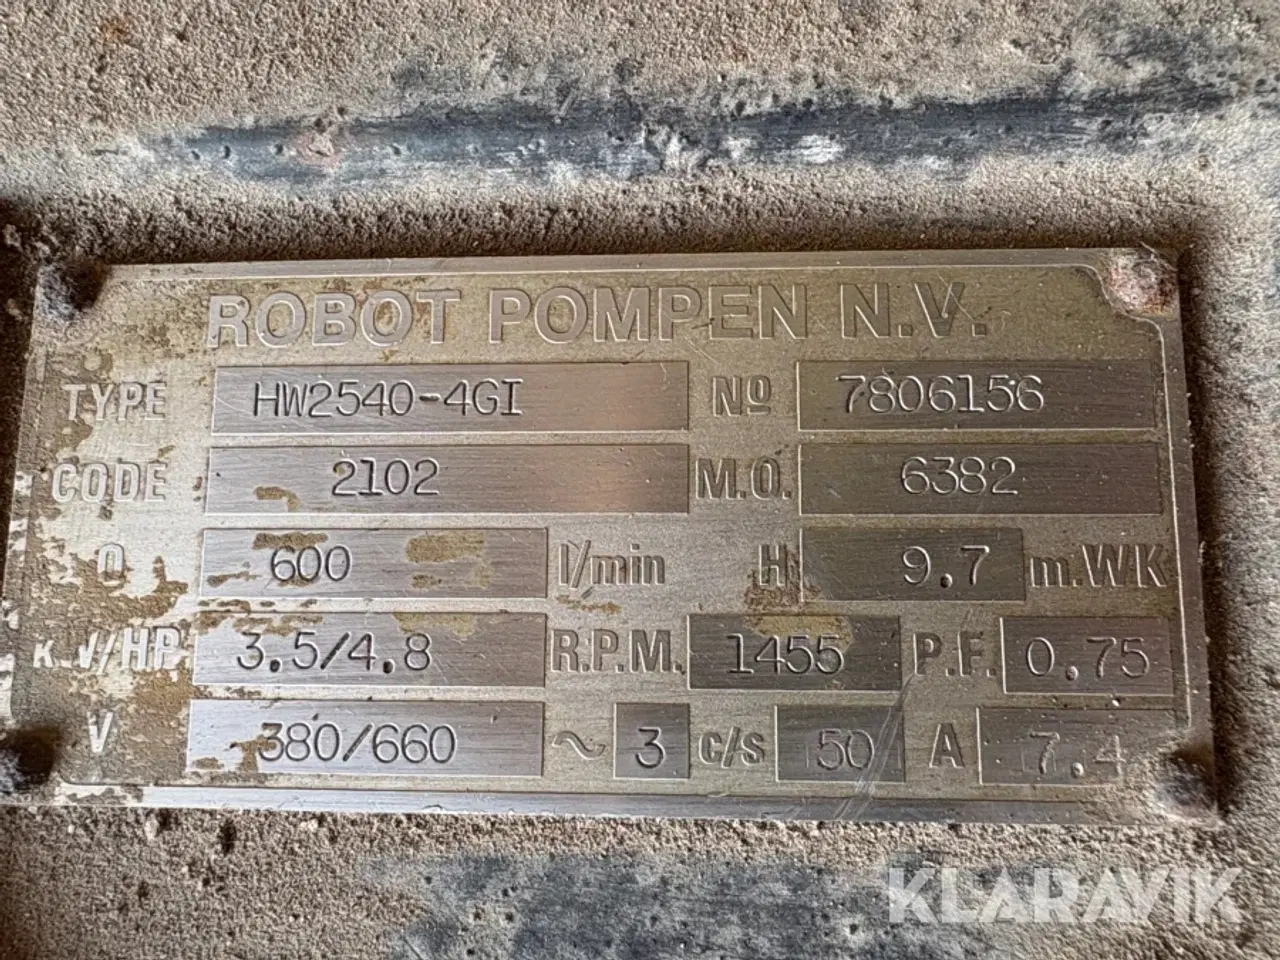 ROBOT POMPEN N.V.
TYPE HW2540-4GI Nº 7806156
CODE 2102 M.O. 6382
Q 600 l/min H 9.7 m.WK
K.W/HP 3.5/4.8 R.P.M. 1455 P.F. 0.75
V 380/660 ~ 3 c/s 50 A 7.4
KLARAVIK